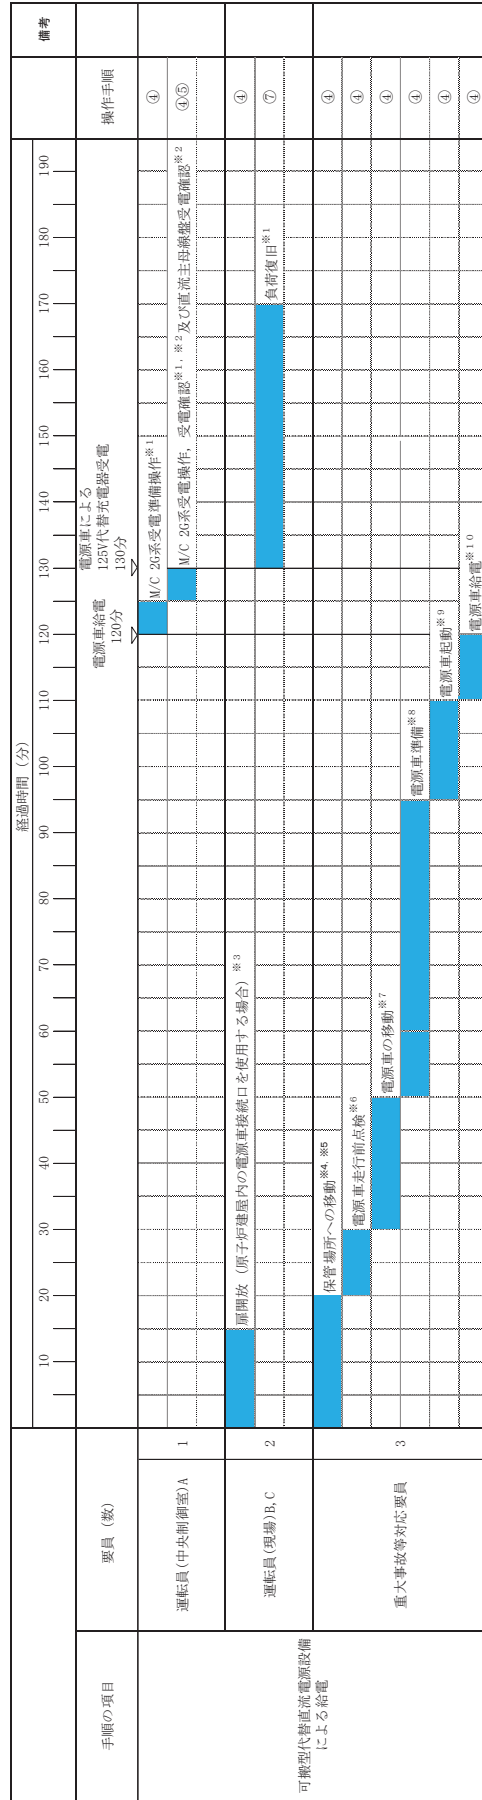 経過時間（分）
備考
10 20 30 40 50 60 70 80 90 100 110 120 130 140 150 160 170 180 190
手順の項目
要員（数）
操作手順
電源車給電
120分
電源車による
125V代替充電器受電
130分
可搬型代替直流電源設備
による給電
運転員(中央制御室)A
1
M/C 2G系受電準備操作※1
④
M/C 2G系受電操作，受電確認※1，※2及び直流主母線盤受電確認※2
④⑤
運転員(現場)B,C
2
扉開放（原子炉建屋内の電源車接続口を使用する場合）※3
④
負荷復旧※1
⑦
重大事故等対応要員
3
保管場所への移動※4，※5
④
電源車走行前点検※6
④
電源車の移動※7
④
電源車準備※8
④
電源車起動※9
④
電源車給電※10
④